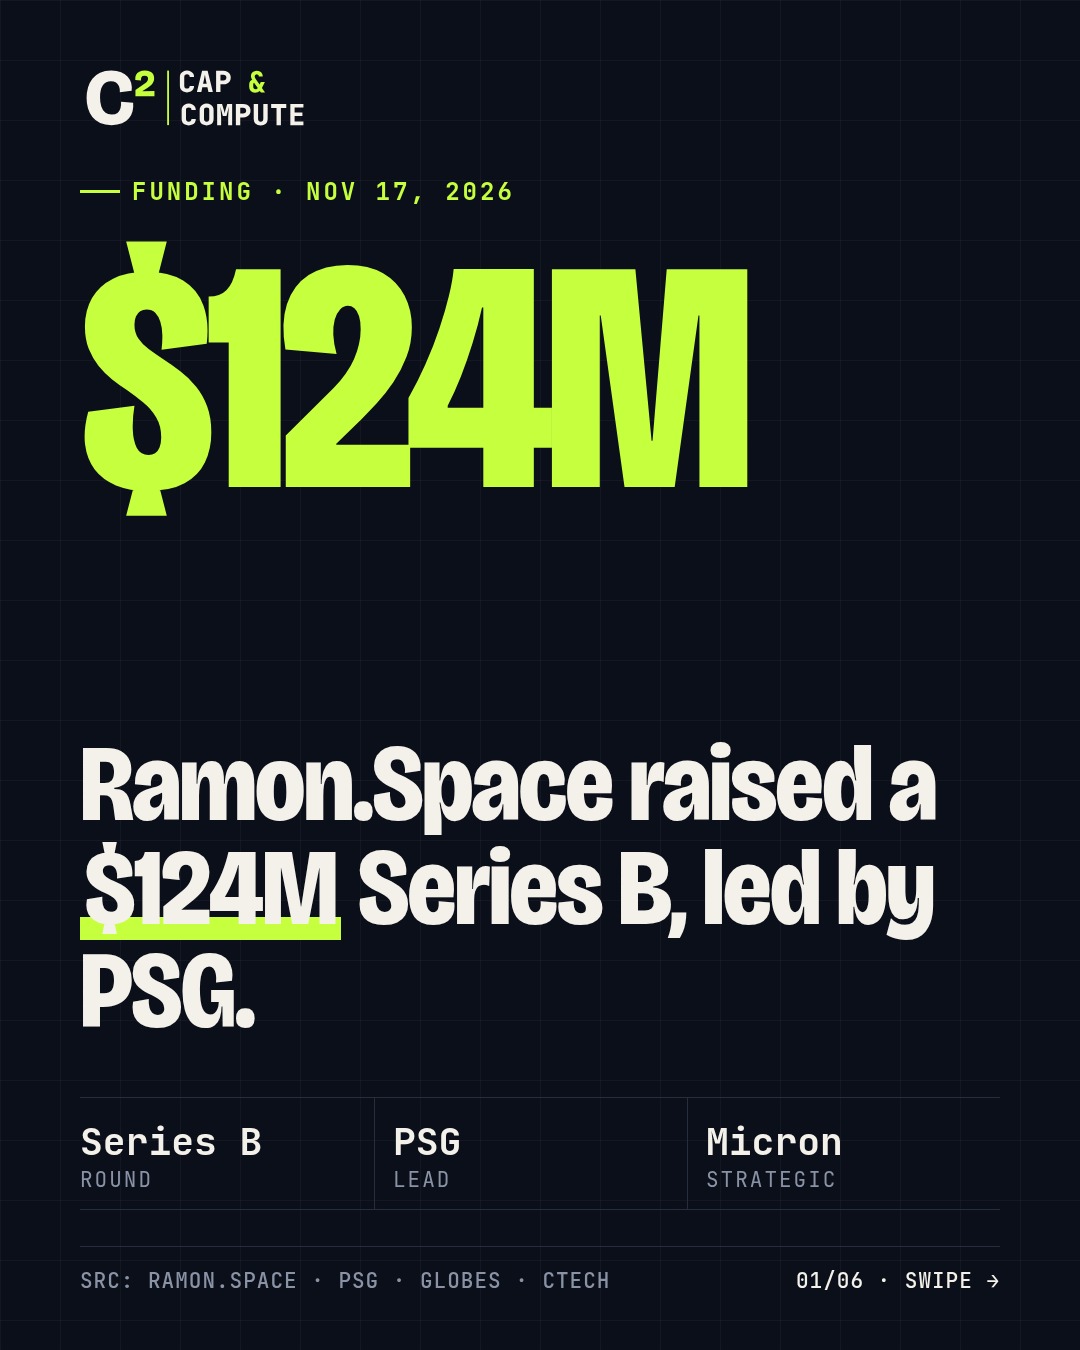 C² CAP &
COMPUTE
FUNDING · NOV 17, 2026
$124M
Ramon.Space raised a
$124M Series B, led by
PSG.
Series B PSG Micron
ROUND LEAD STRATEGIC
SRC: RAMON.SPACE · PSG · GLOBES · CTECH 01/06 · SWIPE →